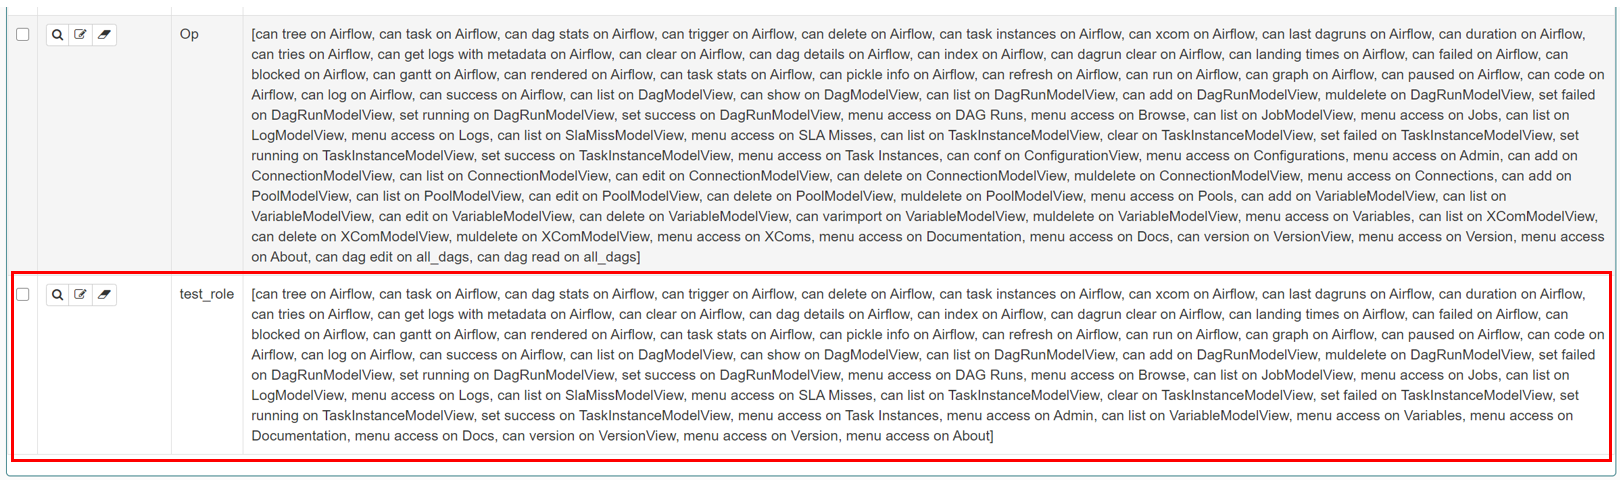 Op
[can tree on Airflow, can task on Airflow, can dag stats on Airflow, can trigger on Airflow, can delete on Airflow, can task instances on Airflow, can xcom on Airflow, can last dagruns on Airflow, can duration on Airflow,
can tries on Airflow, can get logs with metadata on Airflow, can clear on Airflow, can dag details on Airflow, can index on Airflow, can dagrun clear on Airflow, can landing times on Airflow, can failed on Airflow, can
blocked on Airflow, can gantt on Airflow, can rendered on Airflow, can task stats on Airflow, can pickle info on Airflow, can refresh on Airflow, can run on Airflow, can graph on Airflow, can paused on Airflow, can code on
Airflow, can log on Airflow, can success on Airflow, can list on DagModelView, can show on DagModelView, can list on DagRunModelView, can add on DagRunModelView, muldelete on DagRunModelView, set failed
on DagRunModelView, set running on DagRunModelView, set success on DagRunModelView, menu access on DAG Runs, menu access on Browse, can list on JobModelView, menu access on Jobs, can list on
LogModelView, menu access on Logs, can list on SlaMissModelView, menu access on SLA Misses, can list on TaskInstanceModelView, clear on TaskInstanceModelView, set failed on TaskInstanceModelView, set
running on TaskInstanceModelView, set success on TaskInstanceModelView, menu access on Task Instances, can conf on ConfigurationView, menu access on Configurations, menu access on Admin, can add on
ConnectionModelView, can list on ConnectionModelView, can edit on ConnectionModelView, can delete on ConnectionModelView, muldelete on ConnectionModelView, menu access on Connections, can add on
PoolModelView, can list on PoolModelView, can edit on PoolModelView, can delete on PoolModelView, muldelete on PoolModelView, menu access on Pools, can add on VariableModelView, can list on
VariableModelView, can edit on VariableModelView, can delete on VariableModelView, can varimport on VariableModelView, muldelete on VariableModelView, menu access on Variables, can list on XComModelView,
can delete on XComModelView, muldelete on XComModelView, menu access on XComs, menu access on Documentation, menu access on Docs, can version on VersionView, menu access on Version, menu access
on About, can dag edit on all_dags, can dag read on all_dags]
test_role
[can tree on Airflow, can task on Airflow, can dag stats on Airflow, can trigger on Airflow, can delete on Airflow, can task instances on Airflow, can xcom on Airflow, can last dagruns on Airflow, can duration on Airflow,
can tries on Airflow, can get logs with metadata on Airflow, can clear on Airflow, can dag details on Airflow, can index on Airflow, can dagrun clear on Airflow, can landing times on Airflow, can failed on Airflow, can
blocked on Airflow, can gantt on Airflow, can rendered on Airflow, can task stats on Airflow, can pickle info on Airflow, can refresh on Airflow, can run on Airflow, can graph on Airflow, can paused on Airflow, can code on
Airflow, can log on Airflow, can success on Airflow, can list on DagModelView, can show on DagModelView, can list on DagRunModelView, can add on DagRunModelView, muldelete on DagRunModelView, set failed
on DagRunModelView, set running on DagRunModelView, set success on DagRunModelView, menu access on DAG Runs, menu access on Browse, can list on JobModelView, menu access on Jobs, can list on
LogModelView, menu access on Logs, can list on SlaMissModelView, menu access on SLA Misses, can list on TaskInstanceModelView, clear on TaskInstanceModelView, set failed on TaskInstanceModelView, set
running on TaskInstanceModelView, set success on TaskInstanceModelView, menu access on Task Instances, menu access on Admin, can list on VariableModelView, menu access on Variables, menu access on
Documentation, menu access on Docs, can version on VersionView, menu access on Version, menu access on About]